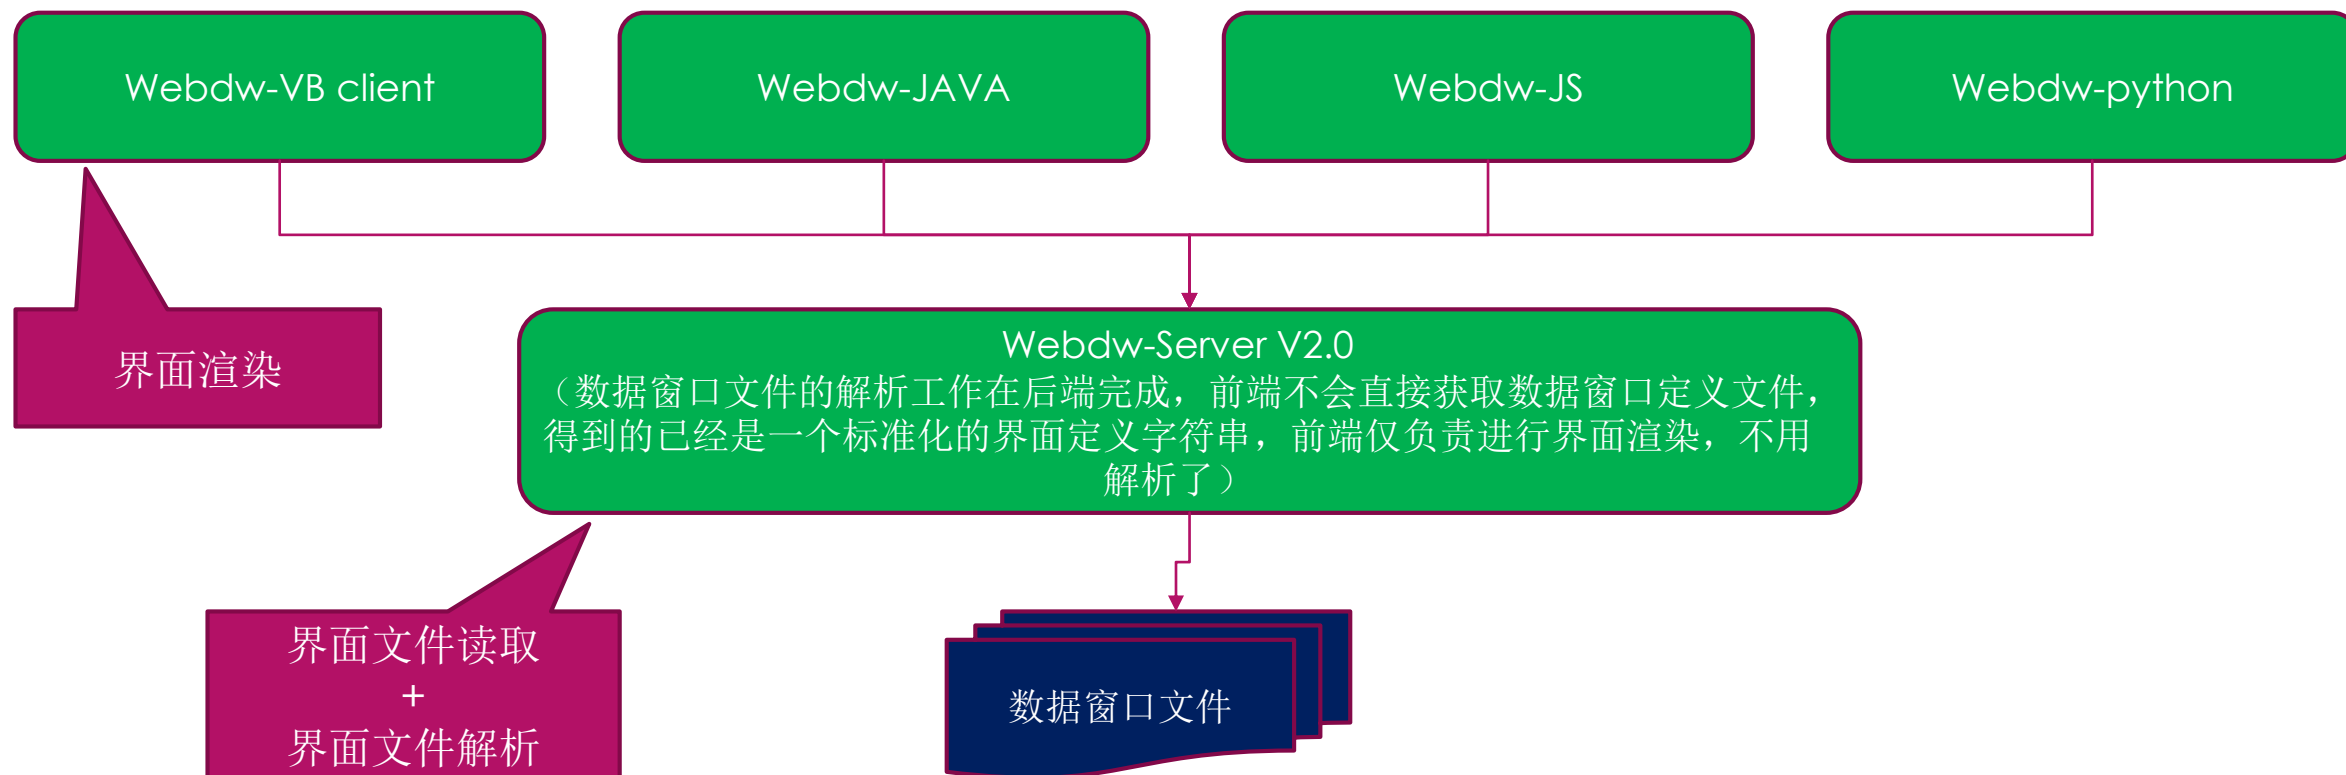 Webdw-VB client
Webdw-JAVA
Webdw-JS
Webdw-python
界面渲染
Webdw-Server V2.0
（数据窗口文件的解析工作在后端完成，前端不会直接获取数据窗口定义文件，
得到的已经是一个标准化的界面定义字符串，前端仅负责进行界面渲染，不用
解析了）
界面文件读取
+
界面文件解析
数据窗口文件